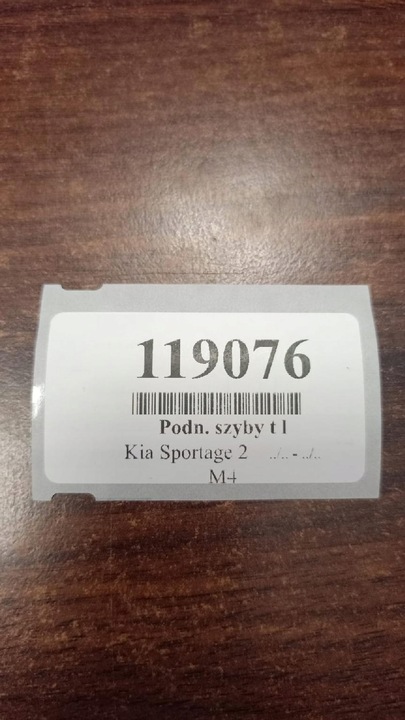 119076
Podn. szyby t l
Kia Sportage 2 ../.. - ../..
M4